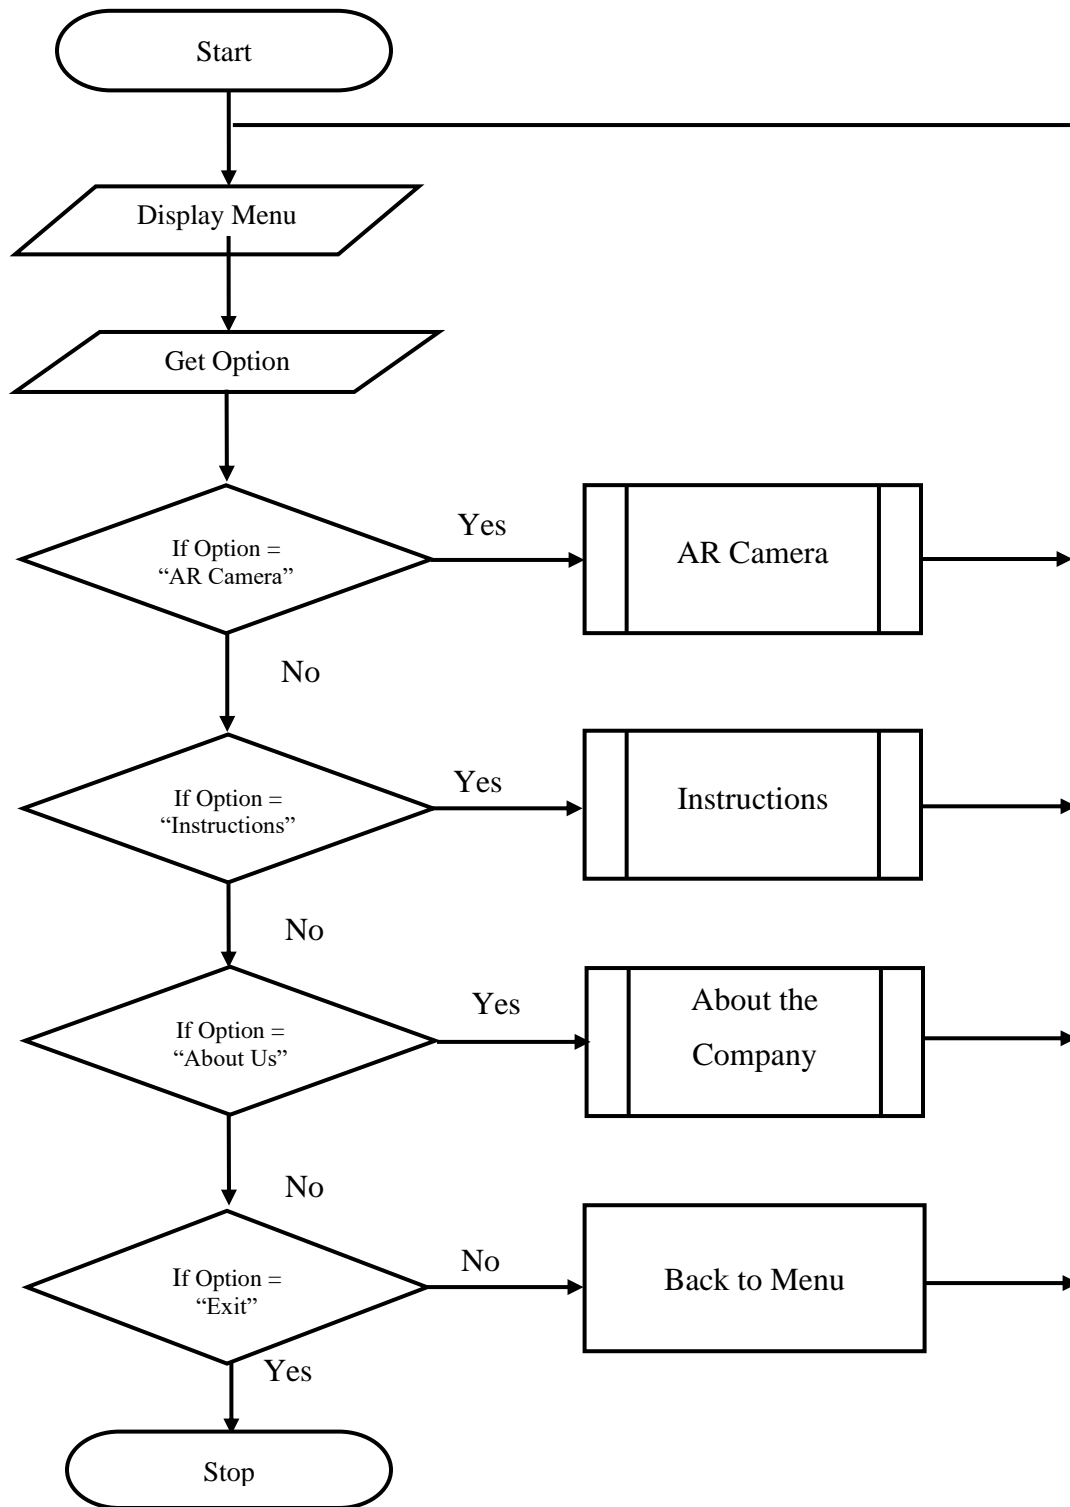 Start
Display Menu
Get Option
If Option =
“AR Camera”
Yes
AR Camera
No
If Option =
“Instructions”
Yes
Instructions
No
If Option =
“About Us”
Yes
About the
Company
No
If Option =
“Exit”
No
Back to Menu
Yes
Stop